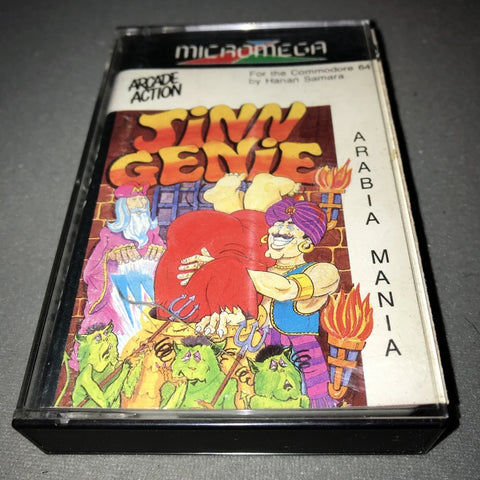 MICROMEGA
ARCADE
ACTION
For the Commodore 64
by Hanan Samara
JINN
GENIE
ARABIA MANIA